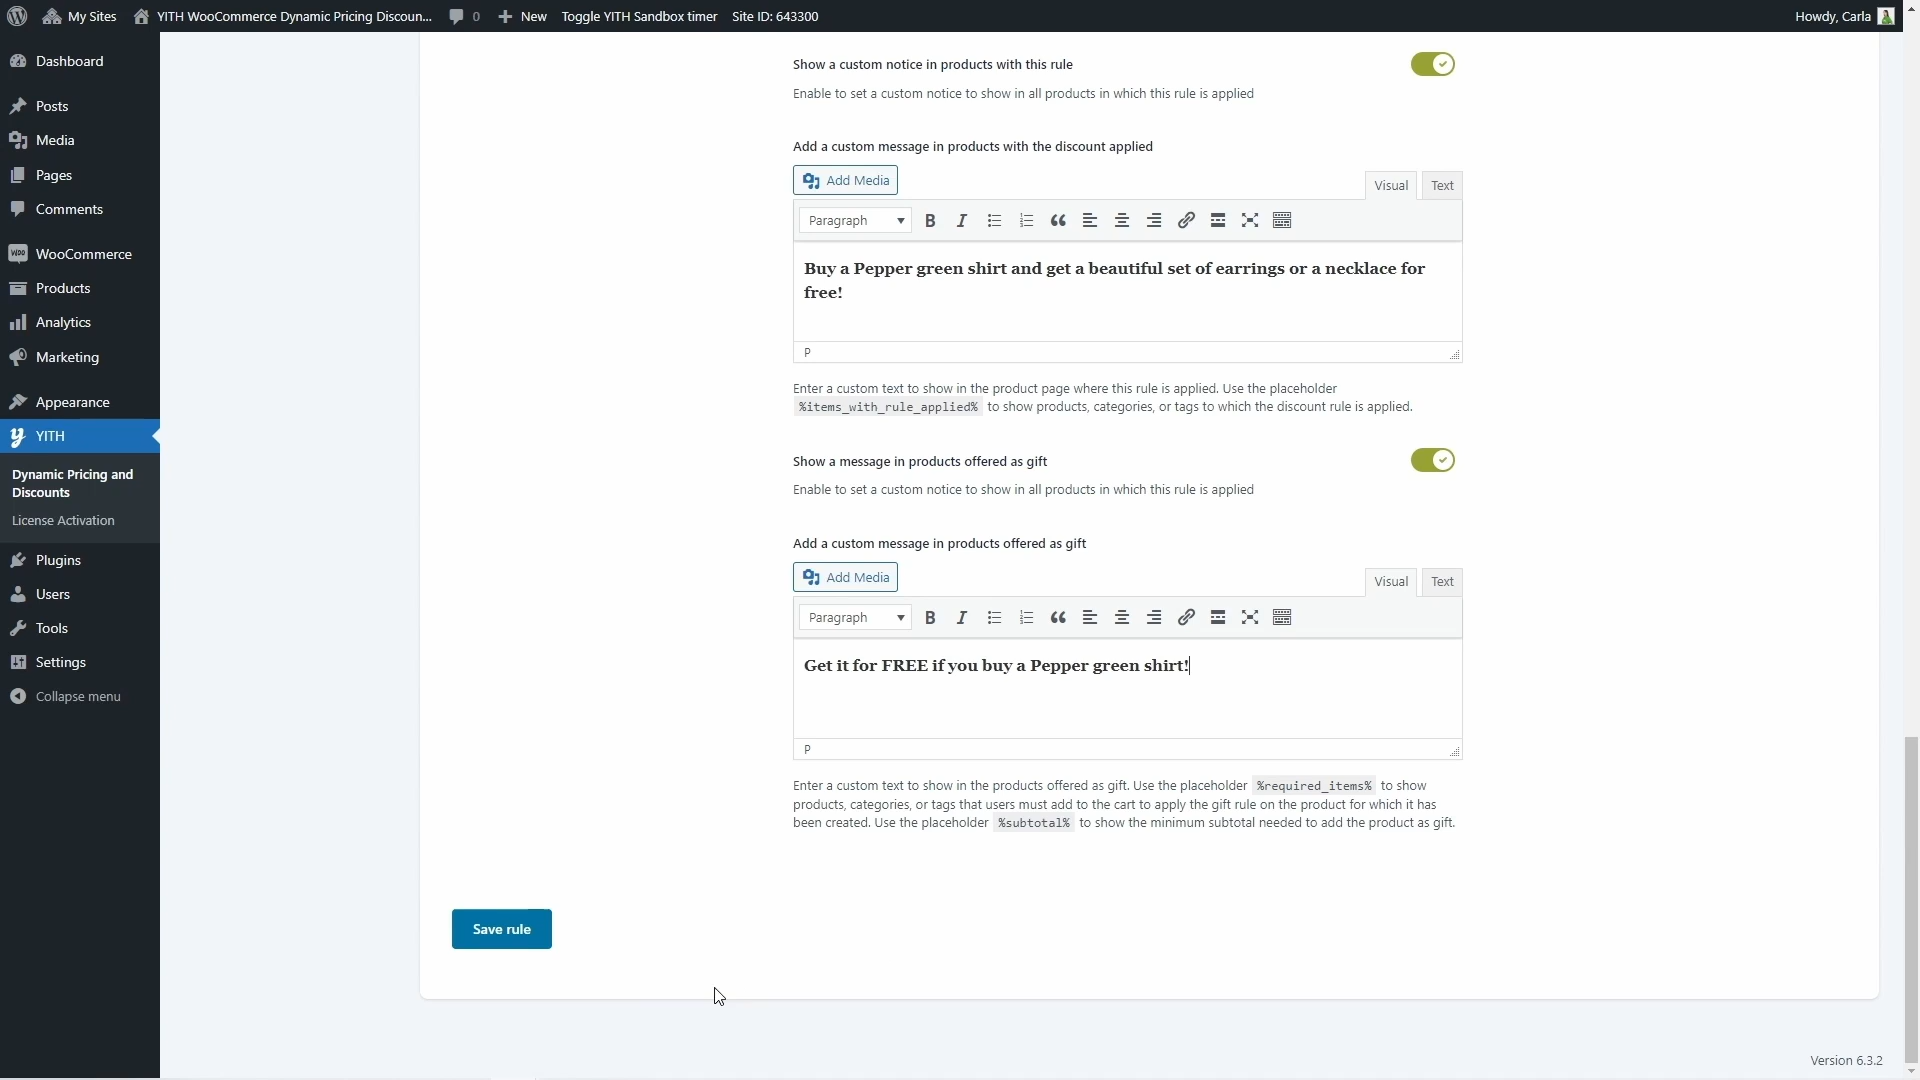 My Sites
YITH WooCommerce Dynamic Pricing Discoun...
0
New
Toggle YITH Sandbox timer
Site ID: 643300
Howdy, Carla
Dashboard
Posts
Media
Pages
Comments
WooCommerce
Products
Analytics
Marketing
Appearance
YITH
Dynamic Pricing and
Discounts
License Activation
Plugins
Users
Tools
Settings
Collapse menu
Show a custom notice in products with this rule
Enable to set a custom notice to show in all products in which this rule is applied
Add a custom message in products with the discount applied
Add Media
Visual
Text
Paragraph
Buy a Pepper green shirt and get a beautiful set of earrings or a necklace for
free!
P
Enter a custom text to show in the product page where this rule is applied. Use the placeholder
%items_with_rule_applied% to show products, categories, or tags to which the discount rule is applied.
Show a message in products offered as gift
Enable to set a custom notice to show in all products in which this rule is applied
Add a custom message in products offered as gift
Add Media
Visual
Text
Paragraph
Get it for FREE if you buy a Pepper green shirt!
P
Enter a custom text to show in the products offered as gift. Use the placeholder %required_items% to show
products, categories, or tags that users must add to the cart to apply the gift rule on the product for which it has
been created. Use the placeholder %subtotal% to show the minimum subtotal needed to add the product as gift.
Save rule
Version 6.3.2